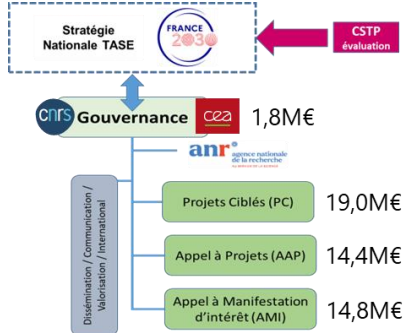 Stratégie
Nationale TASE
FRANCE
2030
CSTP
évaluation
cnrs
Gouvernance
cea
1,8M€
anr
agence nationale
de la recherche
Dissémination / Communication /
Valorisation / International
Projets Ciblés (PC)
19,0M€
Appel à Projets (AAP)
14,4M€
Appel à Manifestation
d'intérêt (AMI)
14,8M€